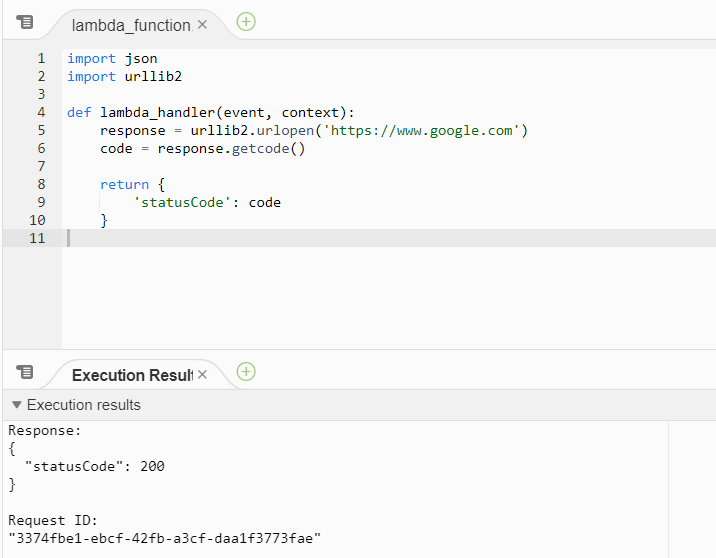 lambda_function.
1 import json
2 import urllib2
3
4 def lambda_handler(event, context):
5     response = urllib2.urlopen('https://www.google.com')
6     code = response.getcode()
7
8     return {
9         'statusCode': code
10     }
11
Execution Result
Execution results
Response:
{
  "statusCode": 200
}
Request ID:
"3374fbe1-ebcf-42fb-a3cf-daa1f3773fae"